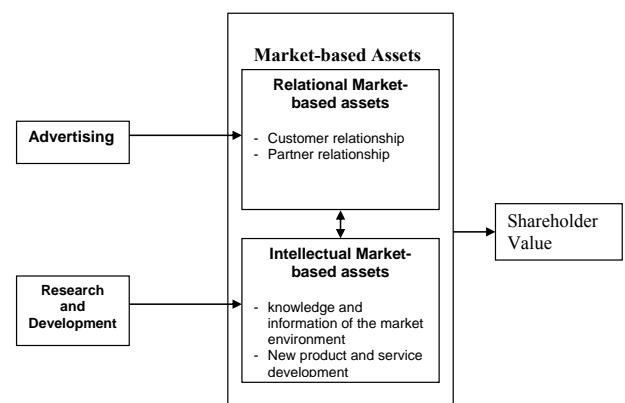 Market-based Assets
Relational Market-
based assets
- Customer relationship
- Partner relationship
Advertising
Shareholder
Value
Intellectual Market-
based assets
- knowledge and
information of the market
environment
- New product and service
development
Research
and
Development